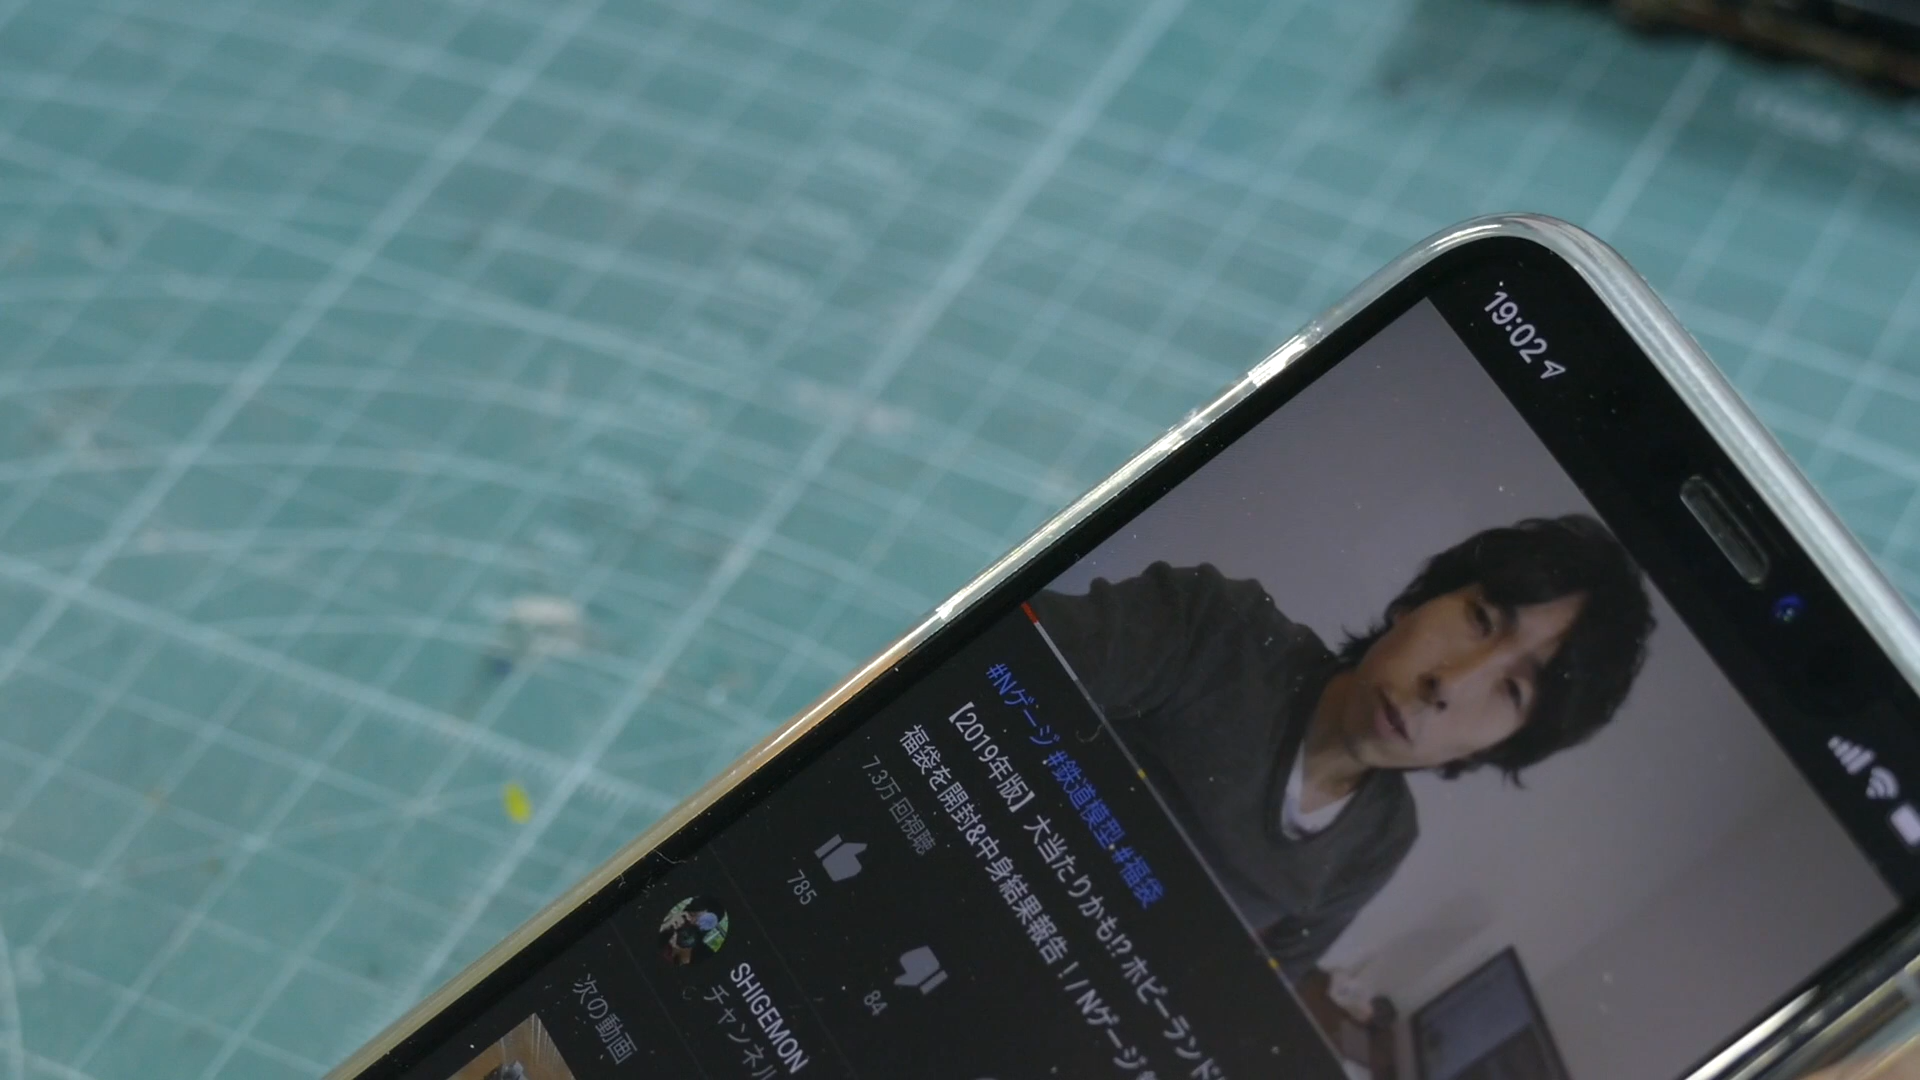 19:02
#Nゲージ #鉄道模型 #福袋
【2019年版】大当たりかも!? ホビーランド
福袋を開封&中身結果報告!/Nゲージ
7.3万 回視聴
785
84
SHIGEMON
チャンネル
次の動画